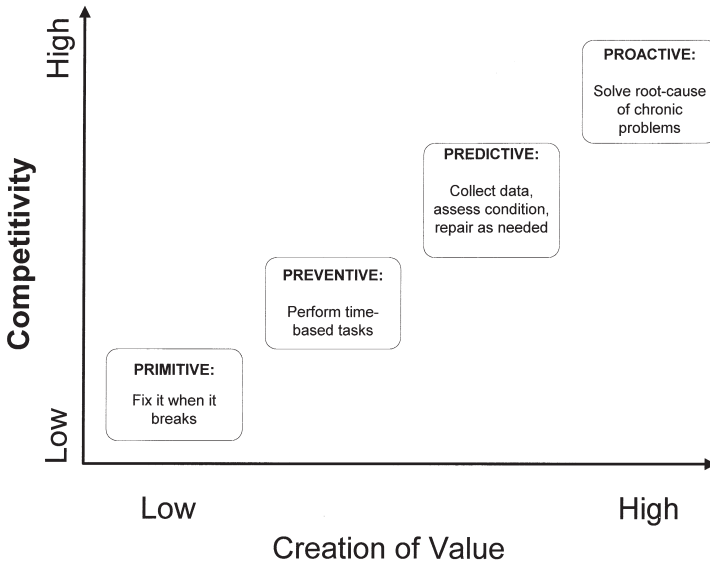 High
PROACTIVE:
Solve root-cause
of chronic
problems
PREDICTIVE:
Collect data,
assess condition,
repair as needed
Competitivity
PREVENTIVE:
Perform time-
based tasks
PRIMITIVE:
Fix it when it
breaks
Low
Low
High
Creation of Value